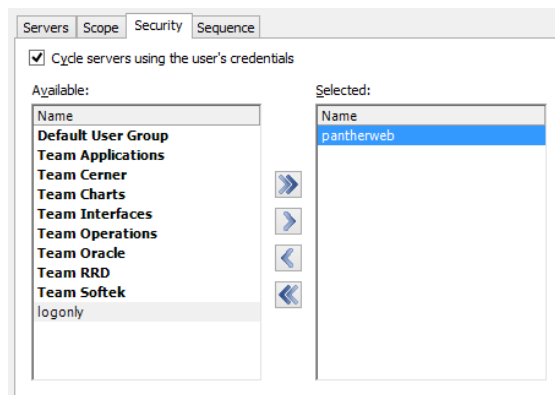 Servers Scope Security Sequence
Cycle servers using the user's credentials
Available: Selected:
Name Name
Default User Group pantherweb
Team Applications
Team Cerner
Team Charts
Team Interfaces
Team Operations
Team Oracle
Team RRD
Team Softek
logonly